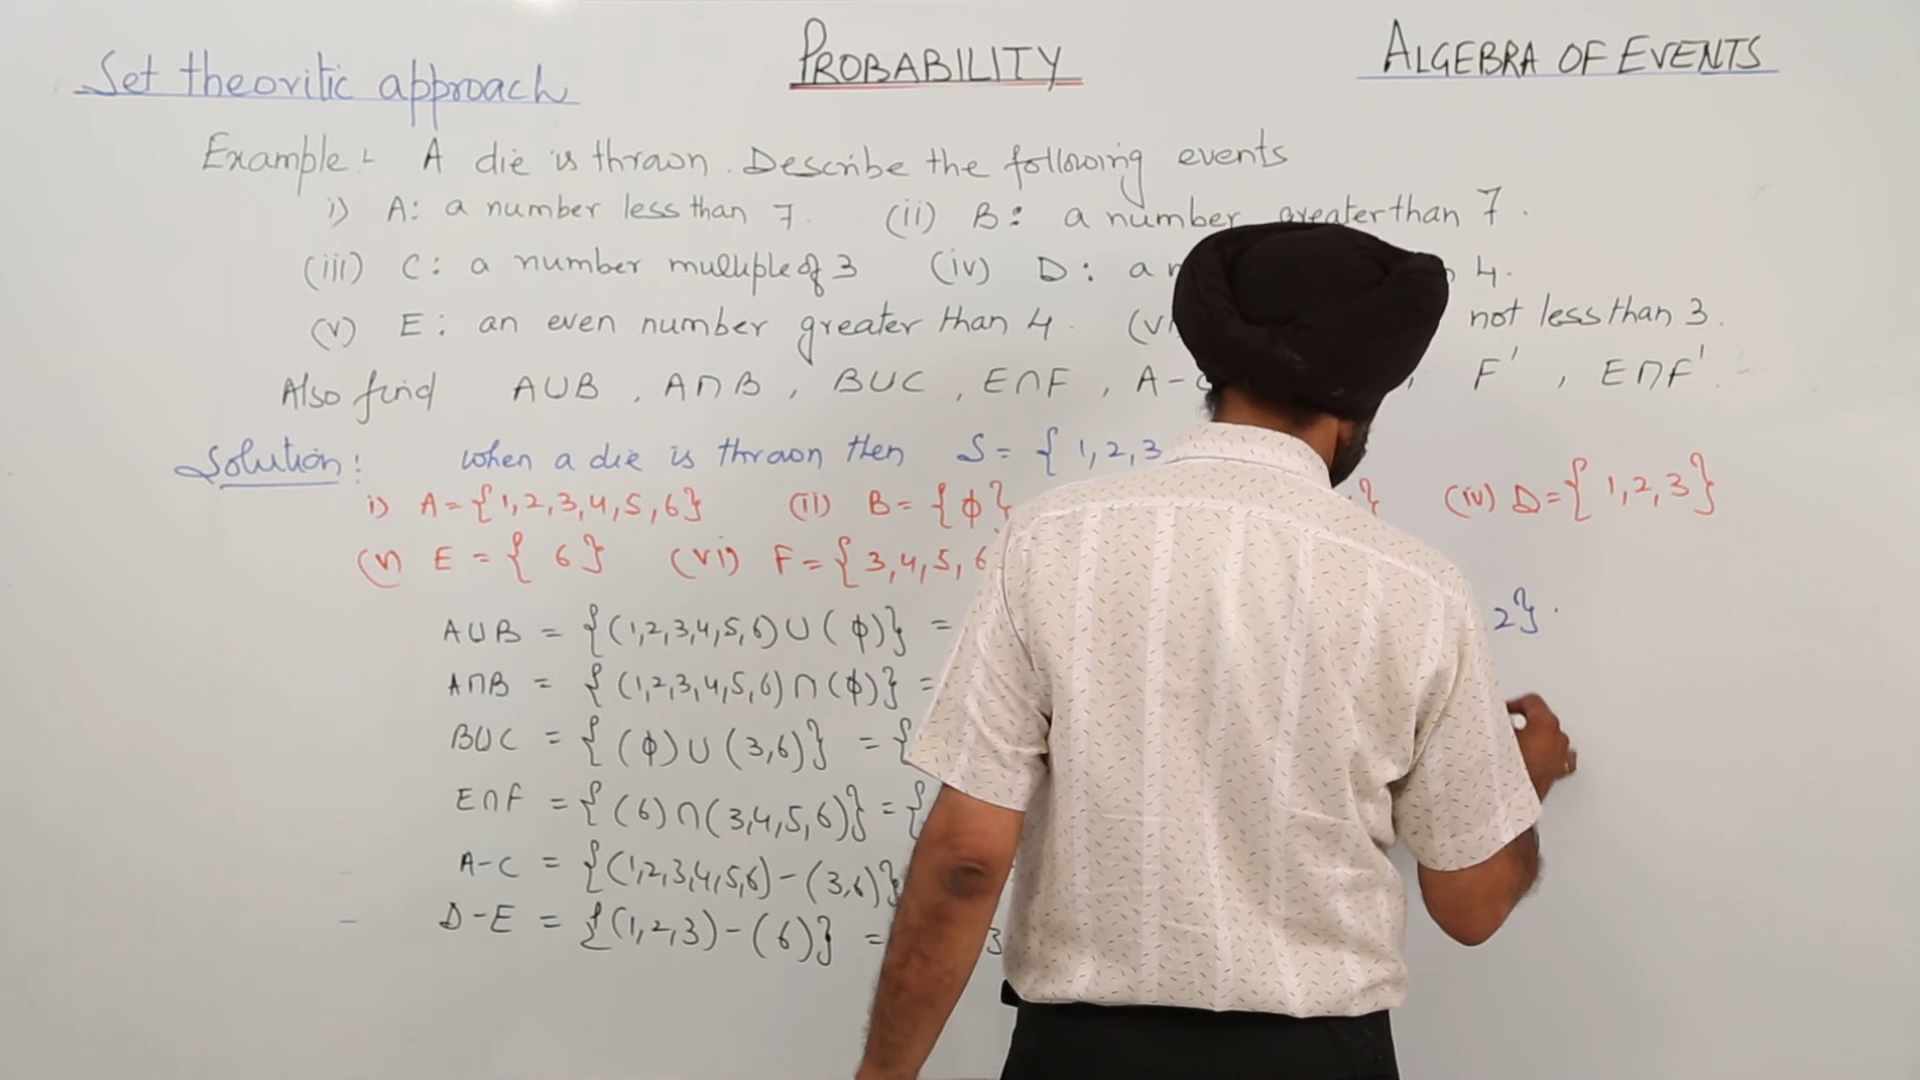 Set theoritic approach PROBABILITY ALGEBRA OF EVENTS
Example:- A die is thrown. Describe the following events
i) A: a number less than 7. (ii) B: a number greater than 7.
(iii) C: a number multiple of 3 (iv) D: a 4.
(v) E: an even number greater than 4. (v not less than 3.
Also find A∪B, A∩B, B∪C, E∩F, A- , F', E∩F'.
Solution: when a die is thrown then S = { 1,2,3
i) A={1,2,3,4,5,6} (ii) B= {ϕ} } (iv) D={ 1,2,3}
(v) E = { 6} (vi) F={3,4,5,6
A∪B = {(1,2,3,4,5,6)∪(ϕ)} = 2}.
A∩B = {(1,2,3,4,5,6)∩(ϕ)} =
B∪C = {(ϕ)∪(3,6)} = {
E∩F = {(6)∩(3,4,5,6)} = {
A-C = {(1,2,3,4,5,6)-(3,6)}
D-E = {(1,2,3)-(6)} = 3